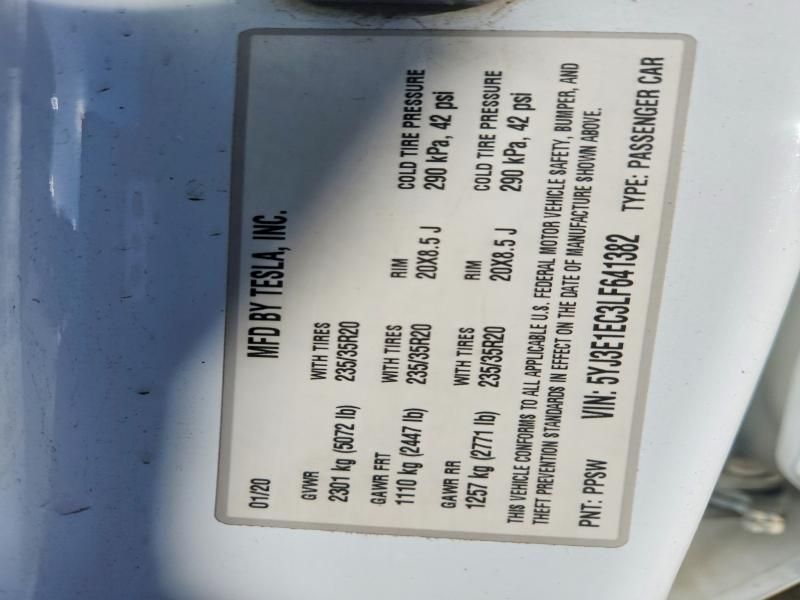 01/20 MFD BY TESLA, INC.
GVWR WITH TIRES
2301 kg (5072 lb) 235/35R20
GAWR FRT WITH TIRES RIM COLD TIRE PRESSURE
1110 kg (2447 lb) 235/35R20 20X8.5 J 290 kPa, 42 psi
GAWR RR WITH TIRES RIM COLD TIRE PRESSURE
1257 kg (2771 lb) 235/35R20 20X8.5 J 290 kPa, 42 psi
THIS VEHICLE CONFORMS TO ALL APPLICABLE U.S. FEDERAL MOTOR VEHICLE SAFETY, BUMPER, AND
THEFT PREVENTION STANDARDS IN EFFECT ON THE DATE OF MANUFACTURE SHOWN ABOVE.
PNT: PPSW VIN: 5YJ3E1EC3LF641382 TYPE: PASSENGER CAR